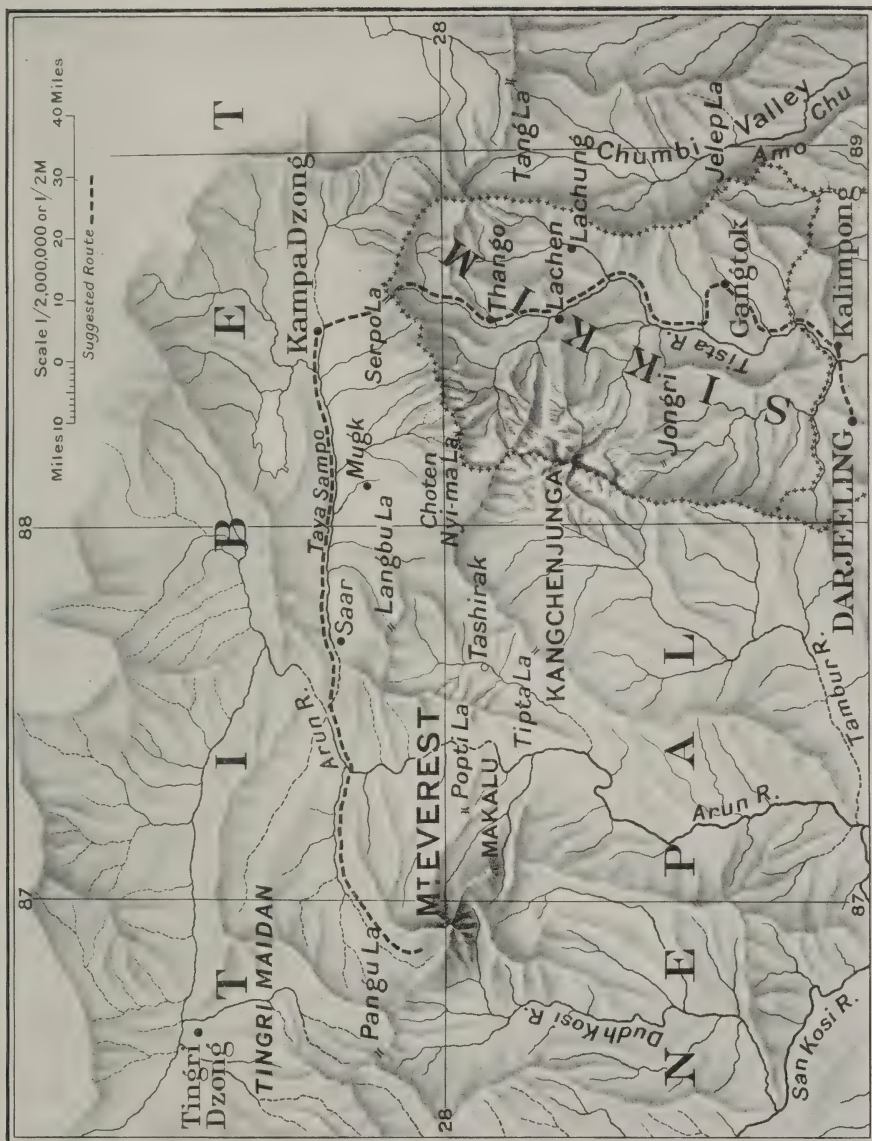 Scale 1/2,000,000 or 1/2M
Miles 10 0 10 20 30 40 Miles
Suggested Route
88
28
89
87
28
87
T I B E T
N E P A L
S I K K I M
Tingri
Dzong
TINGRI MAIDAN
Pangu La
Arun R.
Saar
Langbu La
Taya Sampo
Mugk
Kampa Dzong
Serpo La
Choten
Nyi-ma La
Mᵀ EVEREST
Popti La
MAKALU
Tashirak
Tipta La
KANGCHENJUNGA
Thango
Lachen
Lachung
Tang La
Chumbi Valley
Jelep La
Amo Chu
Gangtok
Tista R.
Jongri
Kalimpong
DARJEELING
Tambur R.
Arun R.
Dudh Kosi R.
San Kosi R.